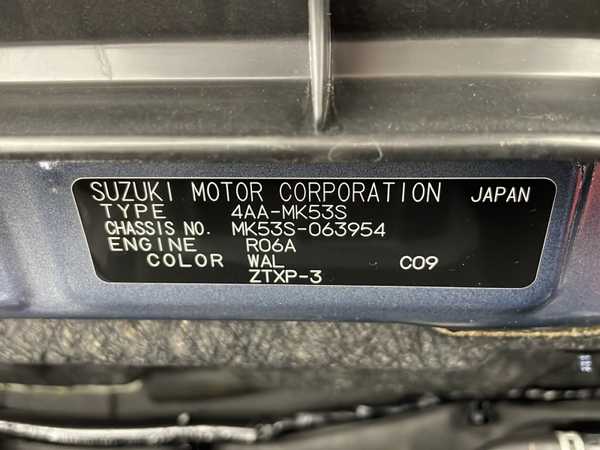 SUZUKI MOTOR CORPORATION JAPAN
TYPE 4AA-MK53S
CHASSIS NO. MK53S-063954
ENGINE R06A
COLOR WAL C09
ZTXP-3